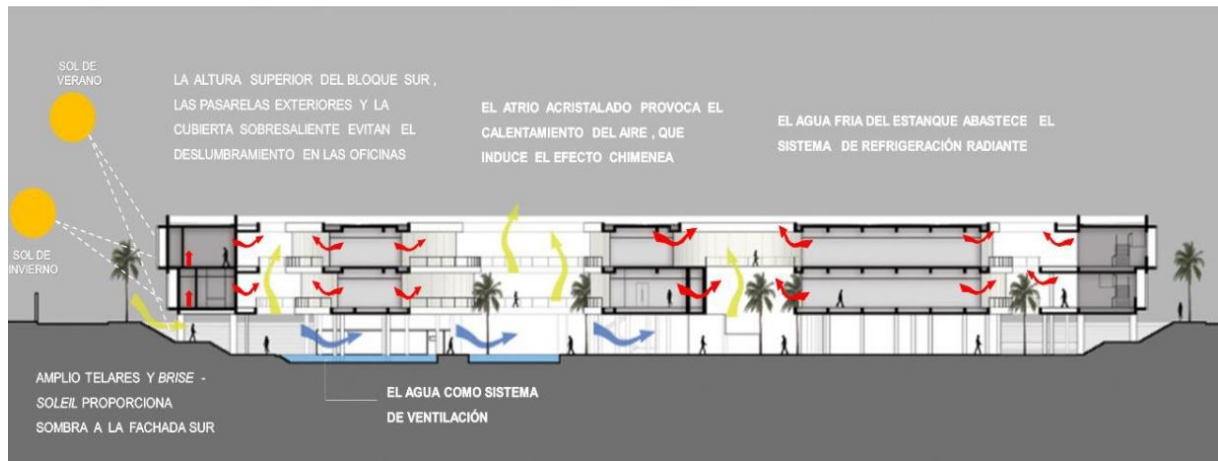 SOL DE
VERANO
LA ALTURA SUPERIOR DEL BLOQUE SUR ,
LAS PASARELAS EXTERIORES Y LA
CUBIERTA SOBRESALIENTE EVITAN EL
DESLUMBRAMIENTO EN LAS OFICINAS
EL ATRIO ACRISTALADO PROVOCA EL
CALENTAMIENTO DEL AIRE , QUE
INDUCE EL EFECTO CHIMENEA
EL AGUA FRIA DEL ESTANQUE ABASTECE EL
SISTEMA DE REFRIGERACIÓN RADIANTE
SOL DE
INVIERNO
AMPLIO TELARES Y BRISE -
SOLEIL PROPORCIONA
SOMBRA A LA FACHADA SUR
EL AGUA COMO SISTEMA
DE VENTILACIÓN